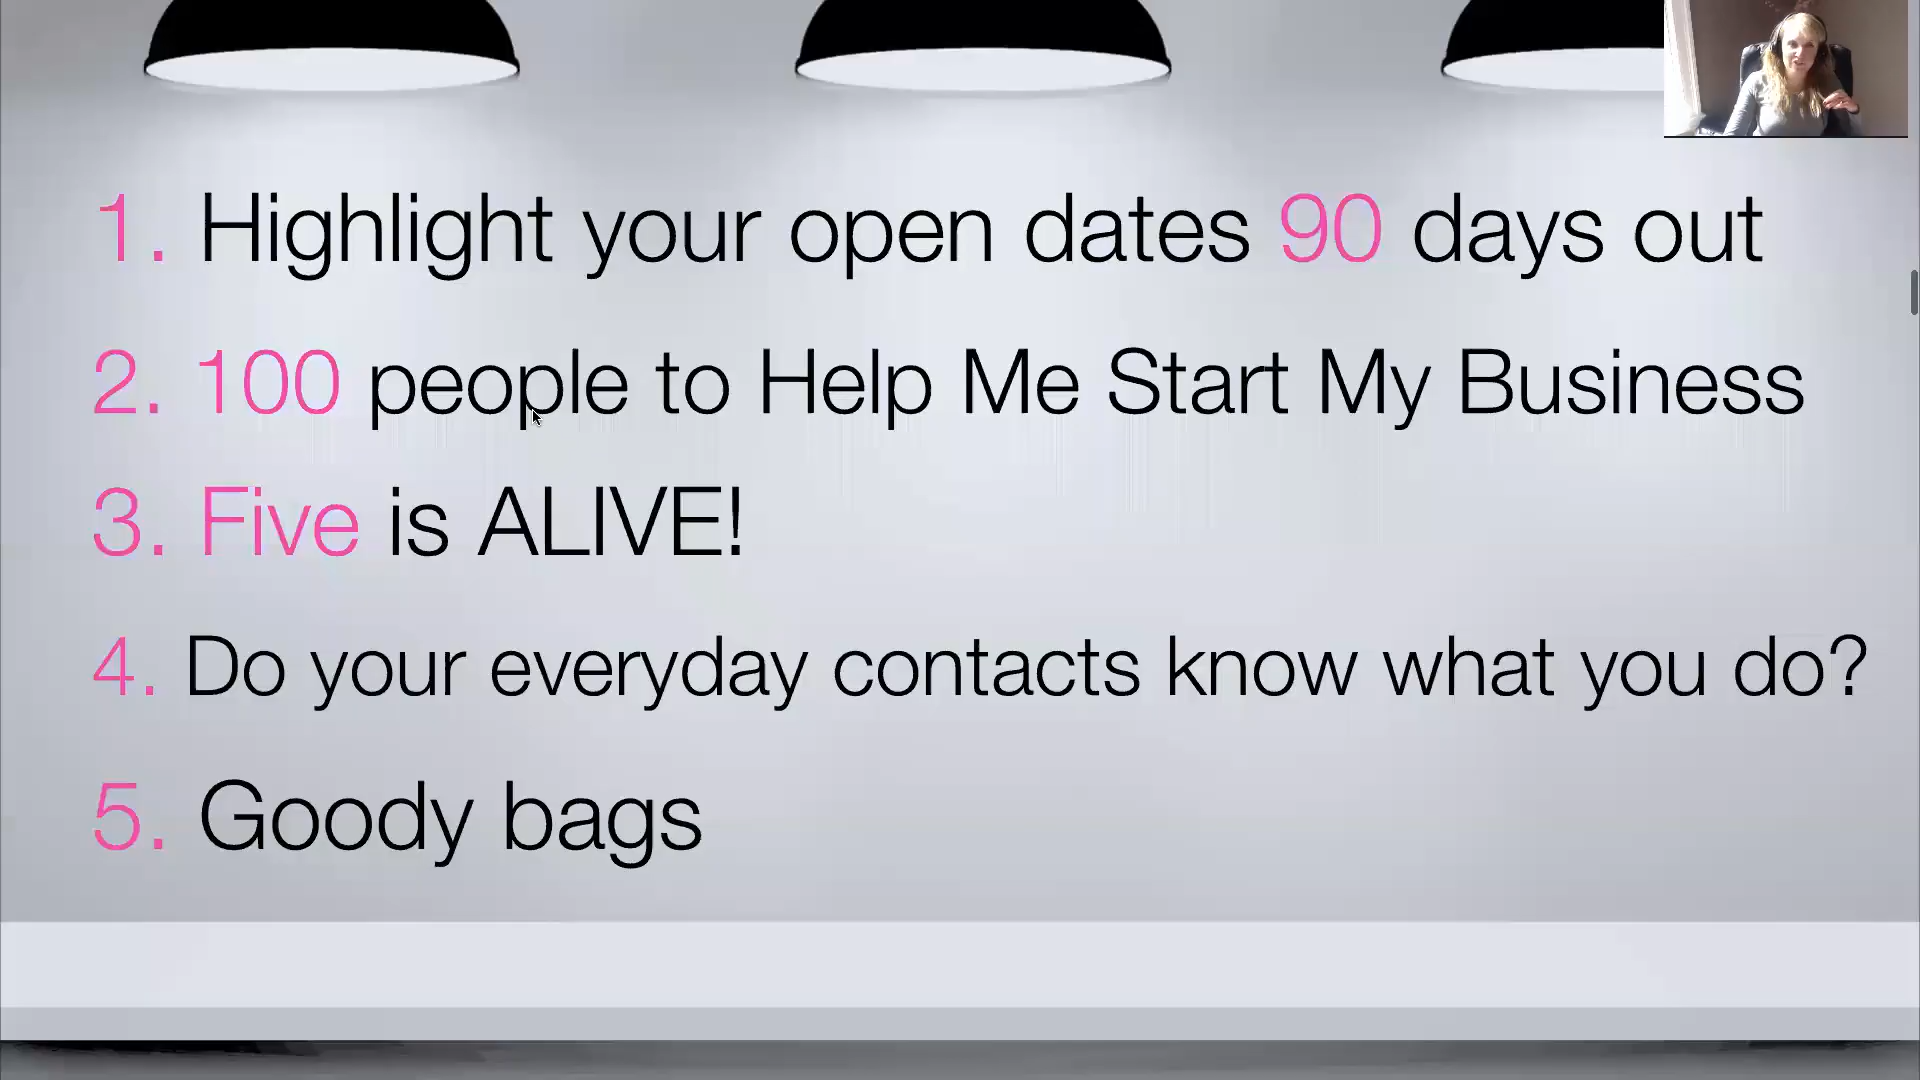 1. Highlight your open dates 90 days out
2. 100 people to Help Me Start My Business
3. Five is ALIVE!
4. Do your everyday contacts know what you do?
5. Goody bags